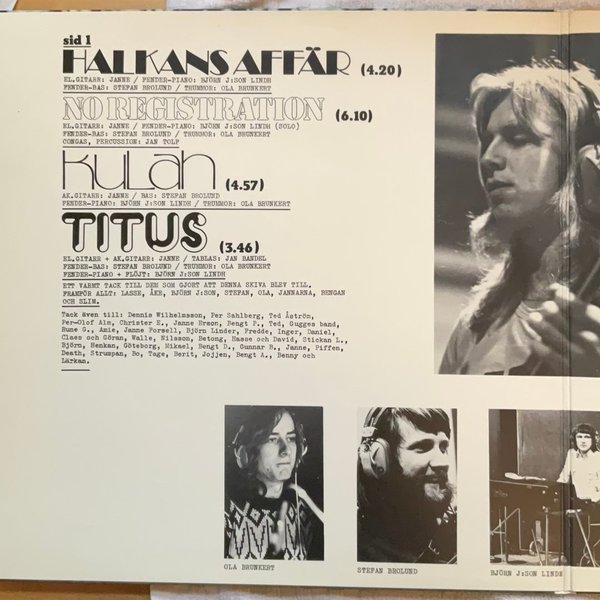 sid 1
HALKANS AFFÄR (4.20)
EL.GITARR: JANNE / FENDER-PIANO: BJÖRN J:SON LINDH
FENDER-BAS: STEFAN BROLUND / TRUMMOR: OLA BRUNKERT
NO REGISTRATION (6.10)
EL.GITARR: JANNE / FENDER-PIANO: BJÖRN J:SON LINDH (SOLO)
FENDER-BAS: STEFAN BROLUND / TRUMMOR: OLA BRUNKERT
CONGAS, PERCUSSION: JAN TOLF
KULAN (4.57)
AK.GITARR: JANNE / BAS: STEFAN BROLUND
FENDER-PIANO: BJÖRN J:SON LINDH / TRUMMOR: OLA BRUNKERT
TITUS (3.46)
EL.GITARR + AK.GITARR: JANNE / TABLAS: JAN BANDEL
FENDER-BAS: STEFAN BROLUND / TRUMMOR: OLA BRUNKERT
FENDER-PIANO + FLÖJT: BJÖRN J:SON LINDH
ETT VARMT TACK TILL DEM SOM GJORT ATT DENNA SKIVA BLEV TILL.
FRAMFÖR ALLT: LASSE, ÅKE, BJÖRN J:SON, STEFAN, OLA, JANNARNA, BENGAN
OCH SLIM.
Tack även till: Dennis Wilhelmsson, Per Sahlberg, Ted Åström,
Per-Olof Alm, Christer E., Janne Ersson, Bengt P., Ted, Gugges band,
Rune G., Amie, Janne Forsell, Björn Linder, Fredde, Inger, Daniel,
Claes och Göran, Walle, Nilsson, Betong, Hasse och David, Stickan L.,
Björn, Henkan, Göteborg, Mikael, Bengt D., Gunnar B., Janne, Piffen,
Death, Strumpan, Bo, Tage, Berit, Jojjen, Bengt A., Benny och
Lärkan.
OLA BRUNKERT
STEFAN BROLUND
BJÖRN J:SON LINDH